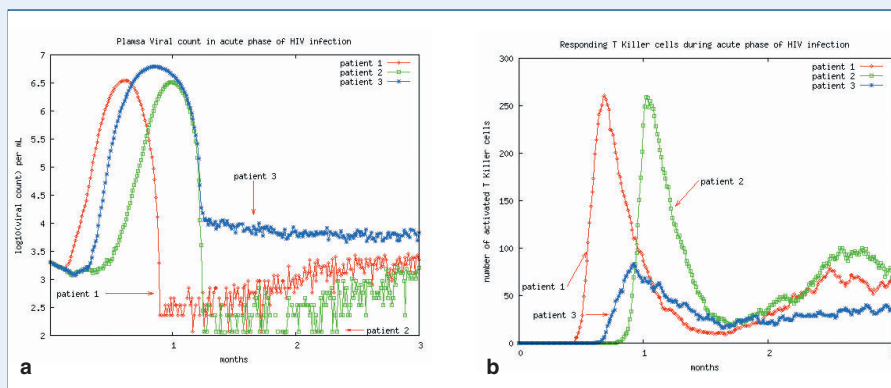 Plamsa Viral count in acute phase of HIV infection
7
6.5
6
5.5
5
4.5
4
3.5
3
2.5
2
log10(viral count) per mL
patient 1
patient 2
patient 3
patient 3
patient 1
patient 2
1
2
3
months
a
Responding T Killer cells during acute phase of HIV infection
300
250
200
150
100
50
0
number of activated T Killer cells
patient 1
patient 2
patient 3
patient 2
patient 1
patient 3
0
1
2
months
b